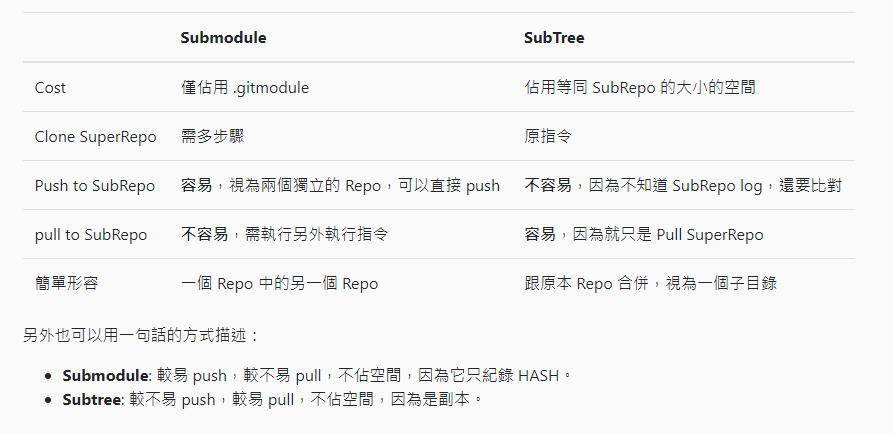 Submodule SubTree
Cost 僅佔用 .gitmodule 佔用等同 SubRepo 的大小的空間
Clone SuperRepo 需多步驟 原指令
Push to SubRepo 容易，視為兩個獨立的 Repo，可以直接 push 不容易，因為不知道 SubRepo log，還要比對
pull to SubRepo 不容易，需執行另外執行指令 容易，因為就只是 Pull SuperRepo
簡單形容 一個 Repo 中的另一個 Repo 跟原本 Repo 合併，視為一個子目錄
另外也可以用一句話的方式描述：
• Submodule: 較易 push，較不易 pull，不佔空間，因為它只紀錄 HASH。
• Subtree: 較不易 push，較易 pull，不佔空間，因為是副本。